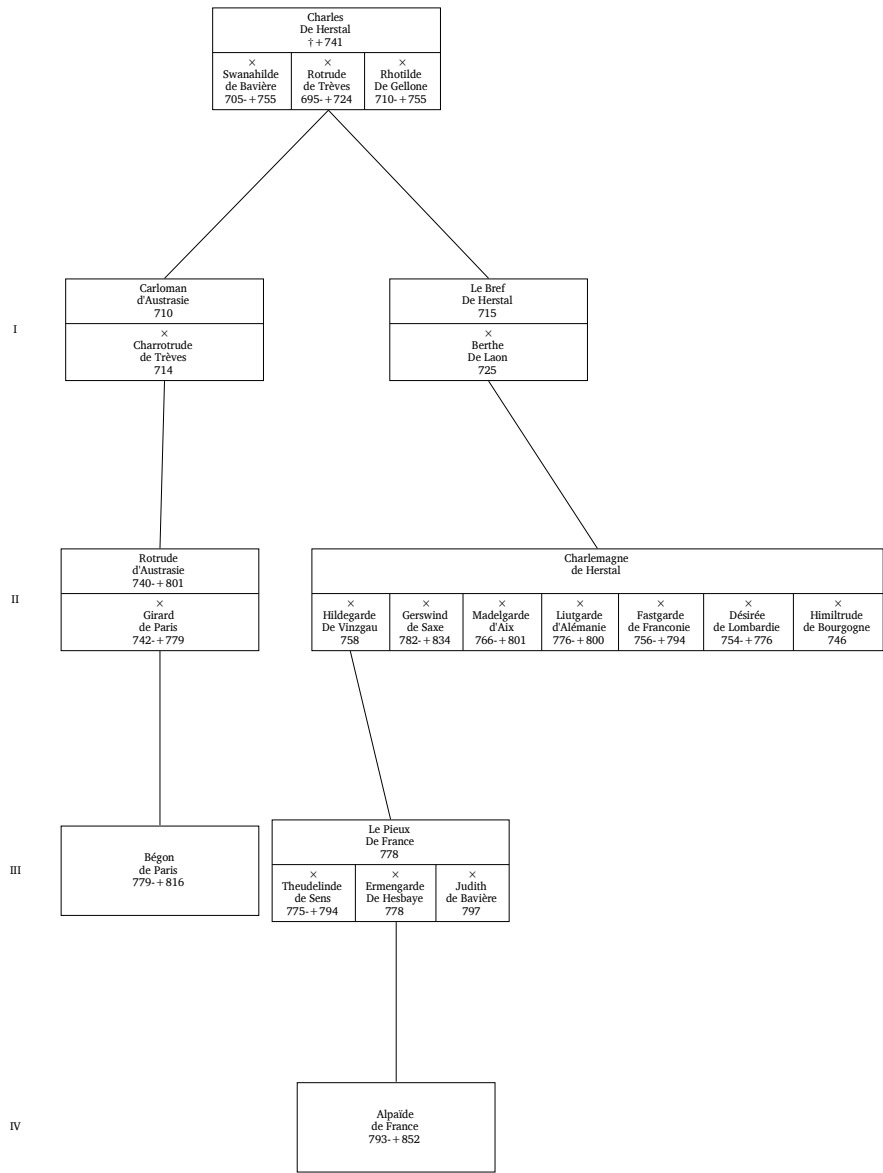 Charles
De Herstal
†+741
×
Swanahilde
de Bavière
705-+755
×
Rotrude
de Trèves
695-+724
×
Rhotilde
De Gellone
710-+755
I
Carloman
d'Austrasie
710
×
Charrotrude
de Trèves
714
Le Bref
De Herstal
715
×
Berthe
De Laon
725
II
Rotrude
d'Austrasie
740-+801
×
Girard
de Paris
742-+779
Charlemagne
de Herstal
×
Hildegarde
De Vinzgau
758
×
Gerswind
de Saxe
782-+834
×
Madelgarde
d'Aix
766-+801
×
Liutgarde
d'Alémanie
776-+800
×
Fastgarde
de Franconie
756-+794
×
Désirée
de Lombardie
754-+776
×
Himiltrude
de Bourgogne
746
III
Bégon
de Paris
779-+816
Le Pieux
De France
778
×
Theudelinde
de Sens
775-+794
×
Ermengarde
De Hesbaye
778
×
Judith
de Bavière
797
IV
Alpaïde
de France
793-+852